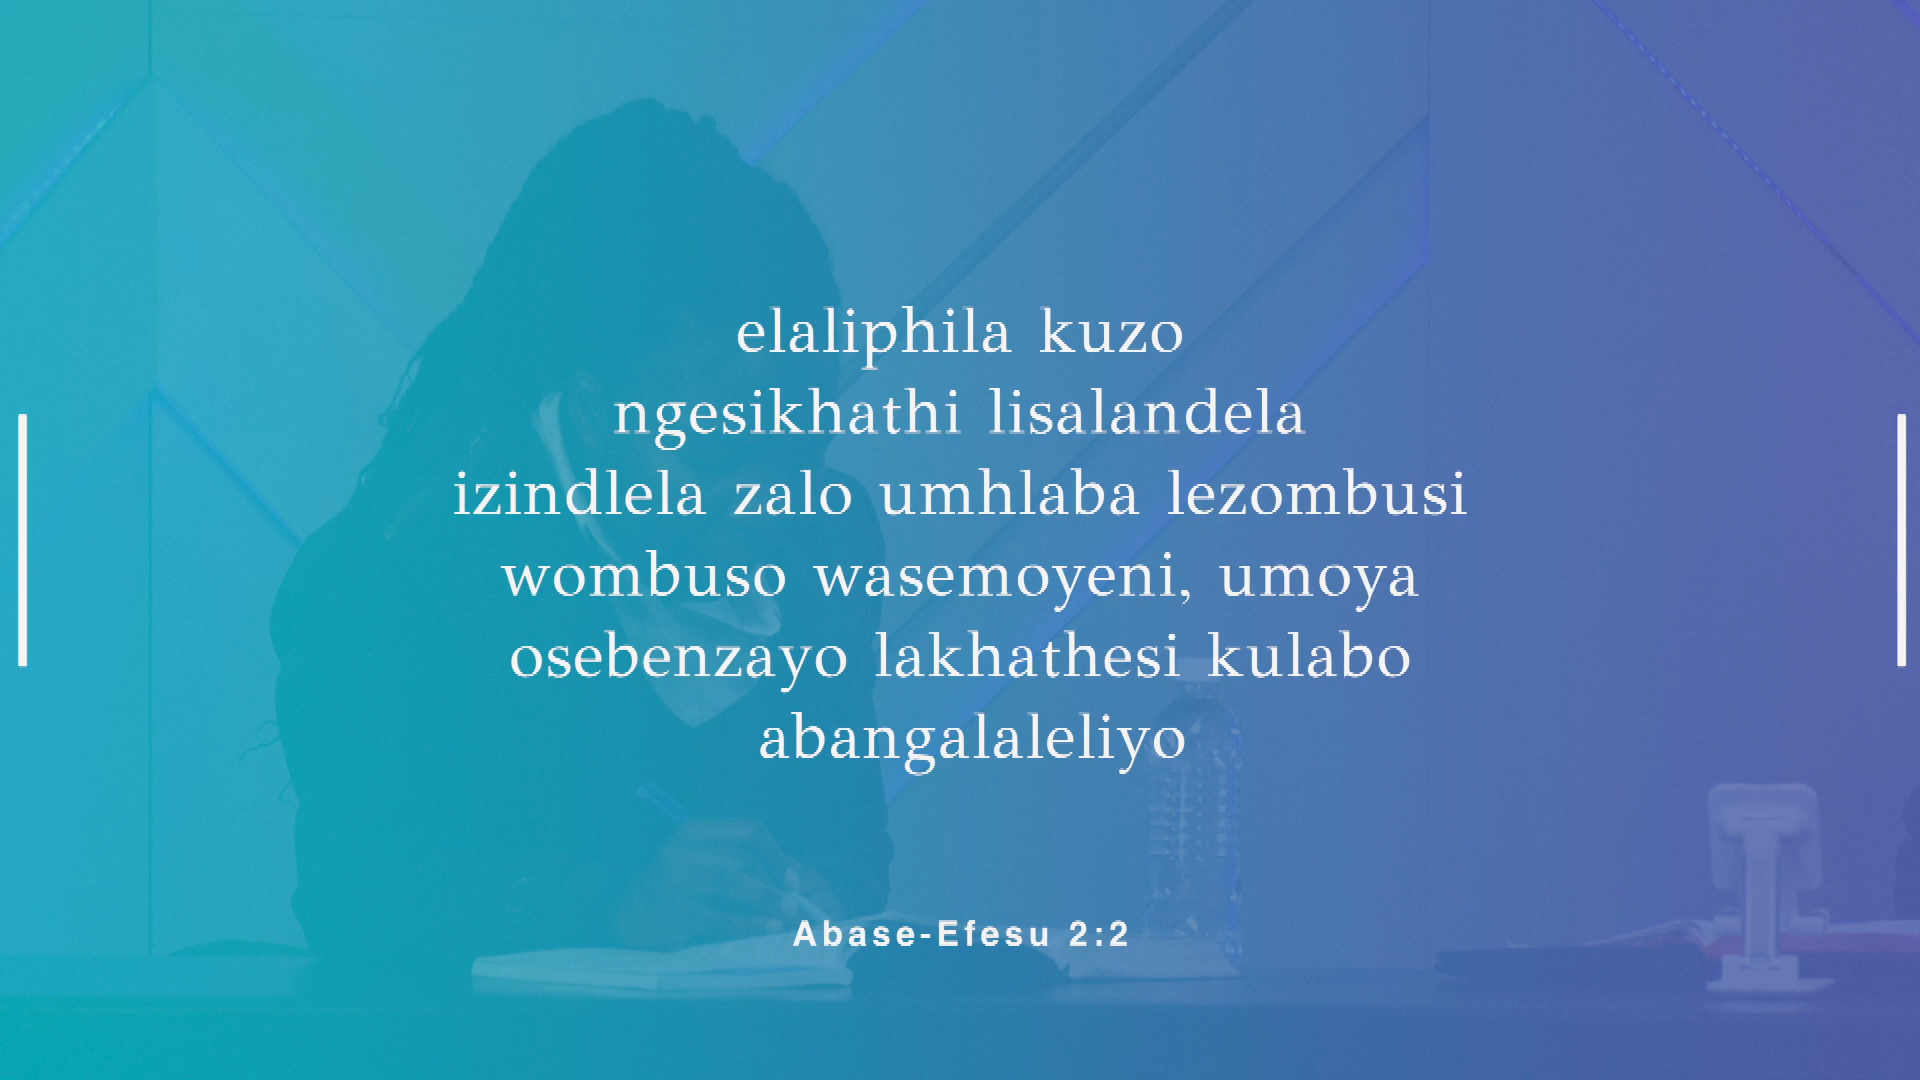 elaliphila kuzo
ngesikhathi lisalandela
izindlela zalo umhlaba lezombusi
wombuso wasemoyeni, umoya
osebenzayo lakhathesi kulabo
abangalaleliyo
Abase-Efesu 2:2